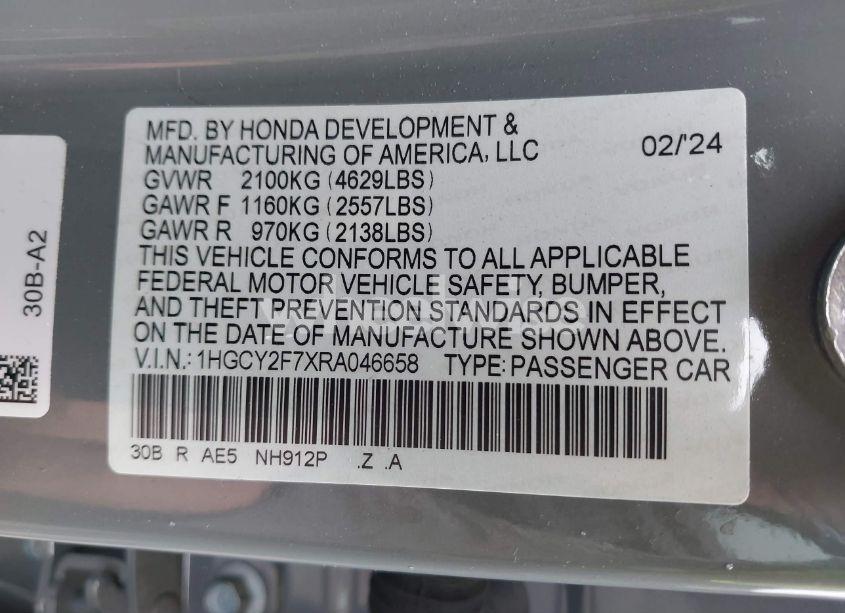 MFD. BY HONDA DEVELOPMENT &
MANUFACTURING OF AMERICA, LLC 02/'24
GVWR 2100KG (4629LBS)
GAWR F 1160KG (2557LBS)
GAWR R 970KG (2138LBS)
THIS VEHICLE CONFORMS TO ALL APPLICABLE
FEDERAL MOTOR VEHICLE SAFETY, BUMPER,
AND THEFT PREVENTION STANDARDS IN EFFECT
ON THE DATE OF MANUFACTURE SHOWN ABOVE.
V.I.N.: 1HGCY2F7XRA046658 TYPE: PASSENGER CAR
30B R AE5 NH912P .Z .A
30B-A2